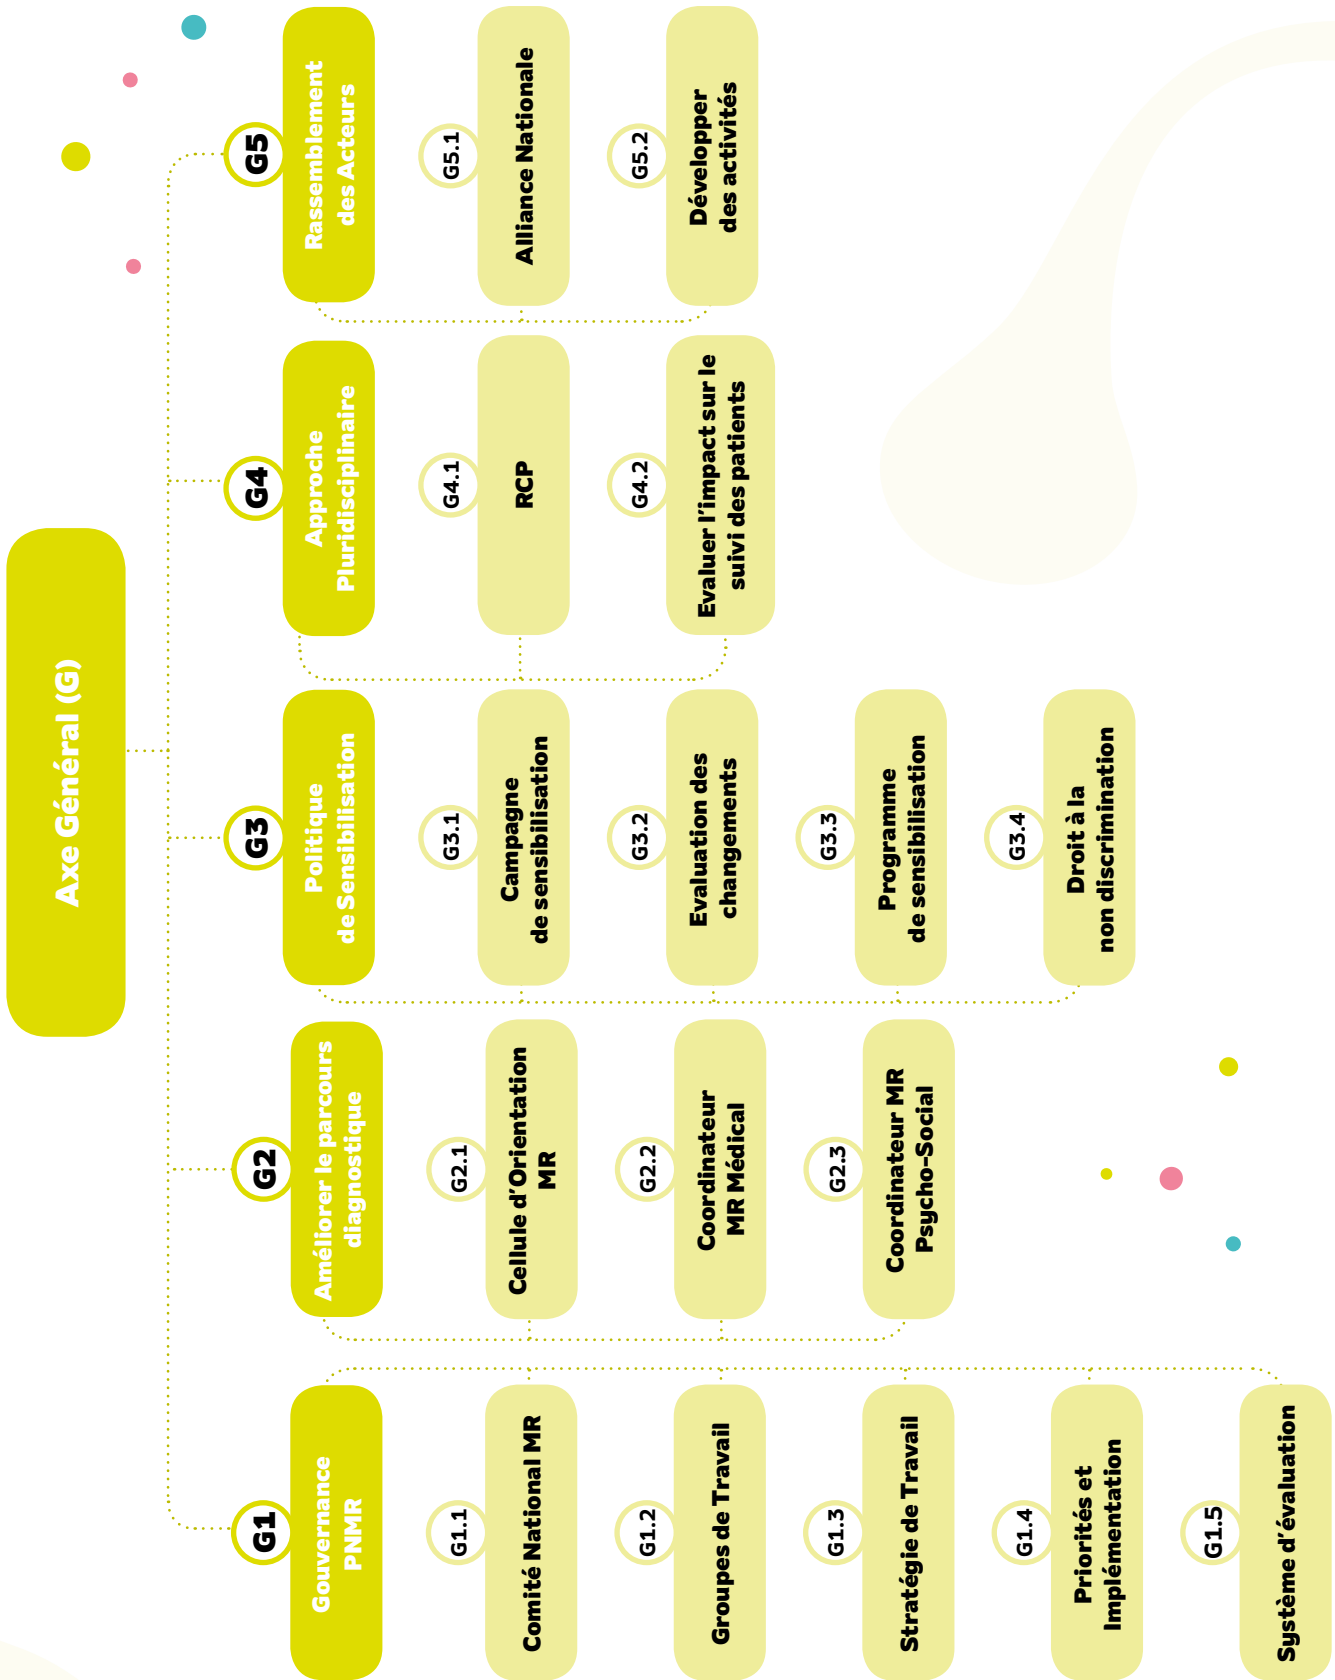 Axe Général (G)
G1
Gouvernance
PNMR
G1.1
Comité National MR
G1.2
Groupes de Travail
G1.3
Stratégie de Travail
G1.4
Priorités et
Implémentation
G1.5
Système d'évaluation
G2
Améliorer le parcours
diagnostique
G2.1
Cellule d'Orientation
MR
G2.2
Coordinateur
MR Médical
G2.3
Coordinateur MR
Psycho-Social
G3
Politique
de Sensibilisation
G3.1
Campagne
de sensibilisation
G3.2
Evaluation des
changements
G3.3
Programme
de sensibilisation
G3.4
Droit à la
non discrimination
G4
Approche
Pluridisciplinaire
G4.1
RCP
G4.2
Evaluer l'impact sur le
suivi des patients
G5
Rassemblement
des Acteurs
G5.1
Alliance Nationale
G5.2
Développer
des activités